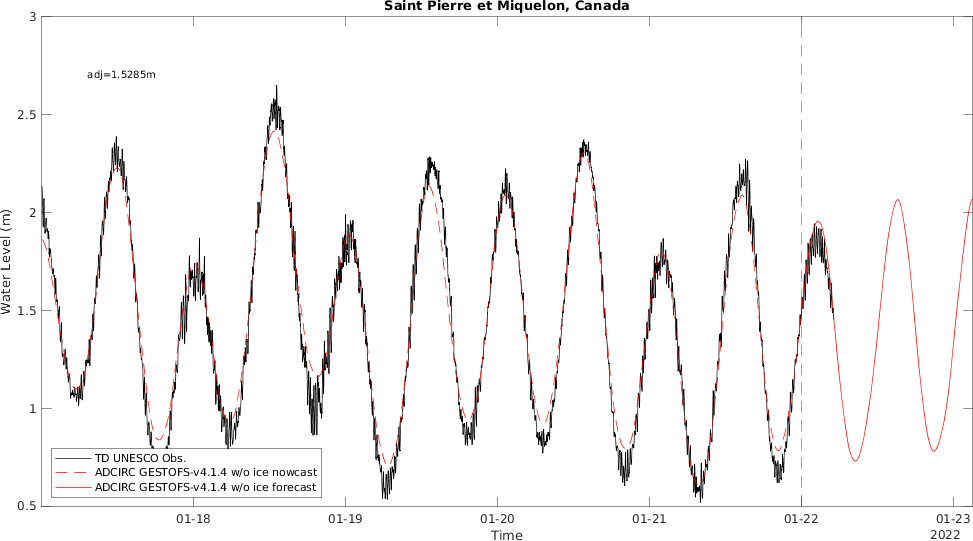 Saint Pierre et Miquelon, Canada
3
adj=1.5285m
2.5
2
Water Level (m)
1.5
1
TD UNESCO Obs.
ADCIRC GESTOFS-v4.1.4 w/o ice nowcast
ADCIRC GESTOFS-v4.1.4 w/o ice forecast
0.5
01-18 01-19 01-20 01-21 01-22 01-23
Time 2022